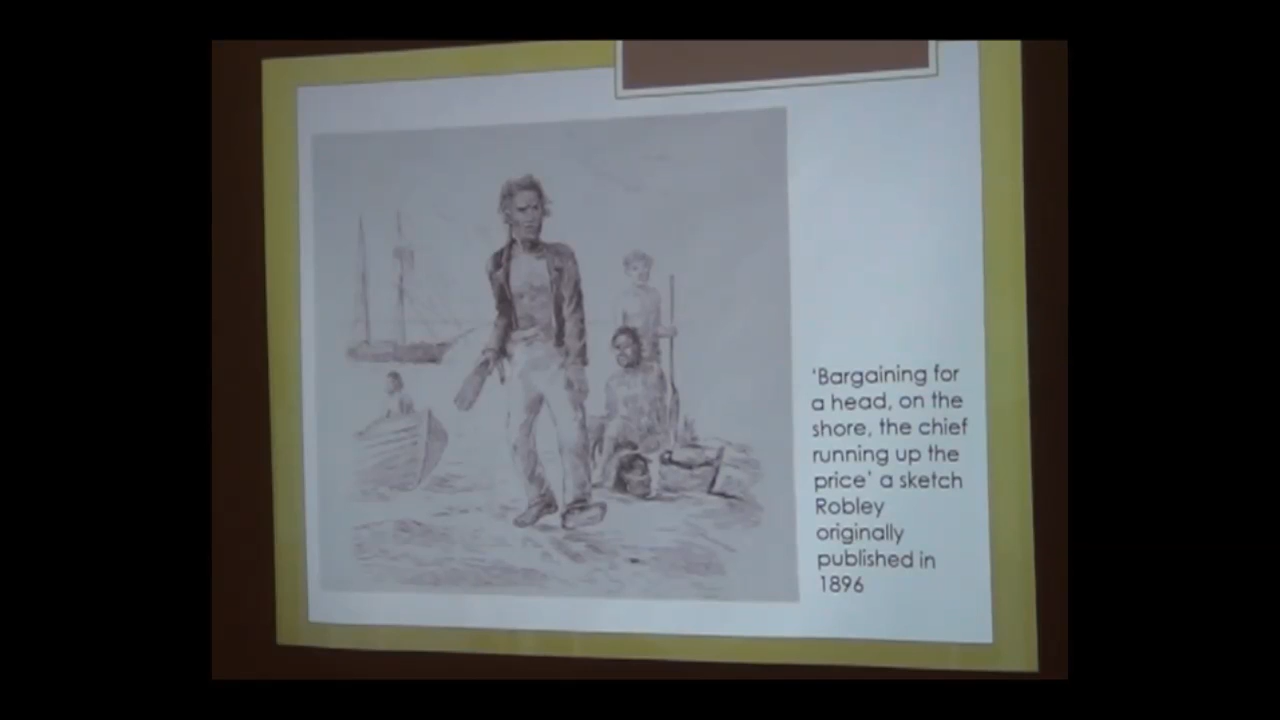 ‘Bargaining for
a head, on the
shore, the chief
running up the
price’ a sketch
Robley
originally
published in
1896